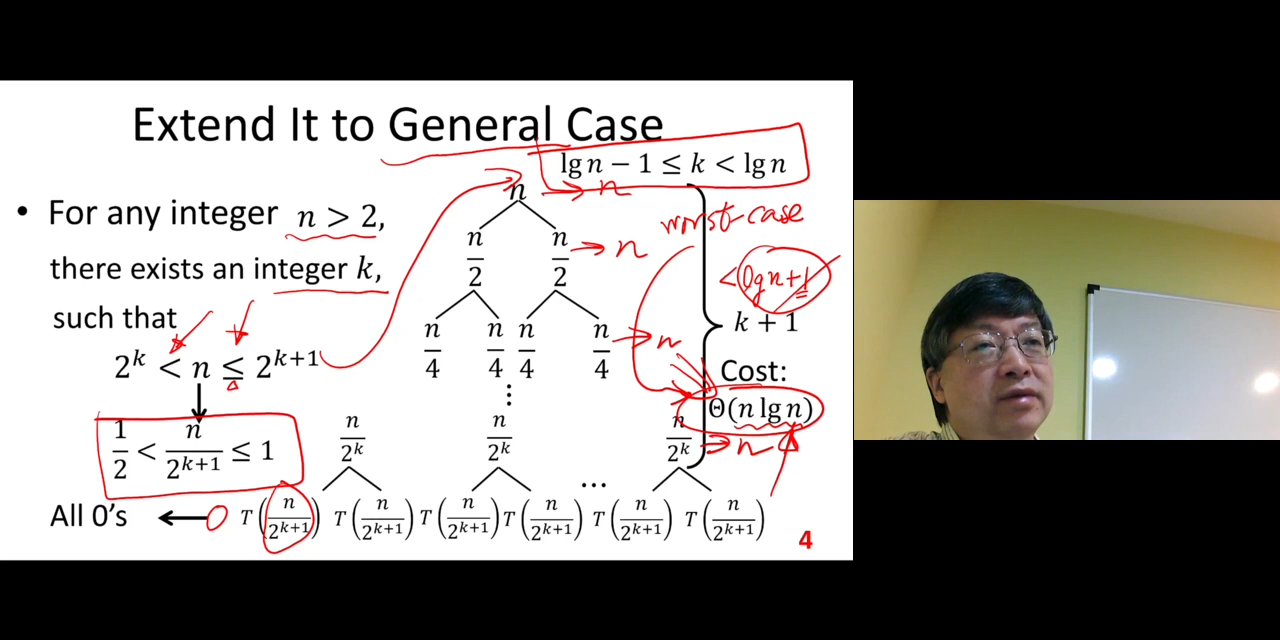 Extend It to General Case
lg n − 1 ≤ k < lg n
• For any integer n > 2,
there exists an integer k,
such that
2^k < n ≤ 2^{k+1}
1/2 < n/2^{k+1} ≤ 1
All 0's ← 0
n → n
n/2 n/2 → n
n/4 n/4 n/4 n/4 → n
⋮
n/2^k n/2^k ... n/2^k → n
T(n/2^{k+1}) T(n/2^{k+1}) T(n/2^{k+1}) T(n/2^{k+1}) T(n/2^{k+1}) T(n/2^{k+1})
worst-case
< lg n + 1
k + 1
Cost:
Θ(n lg n)
4